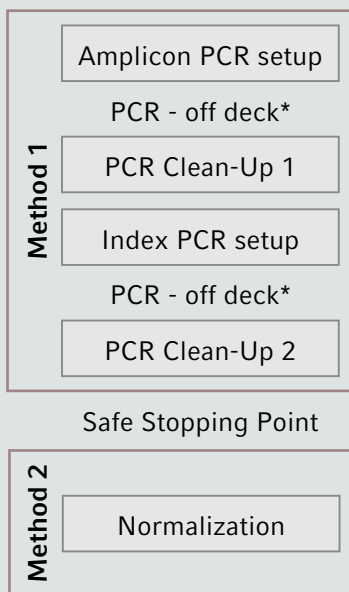 Method 1
Amplicon PCR setup
PCR - off deck*
PCR Clean-Up 1
Index PCR setup
PCR - off deck*
PCR Clean-Up 2
Safe Stopping Point
Method 2
Normalization